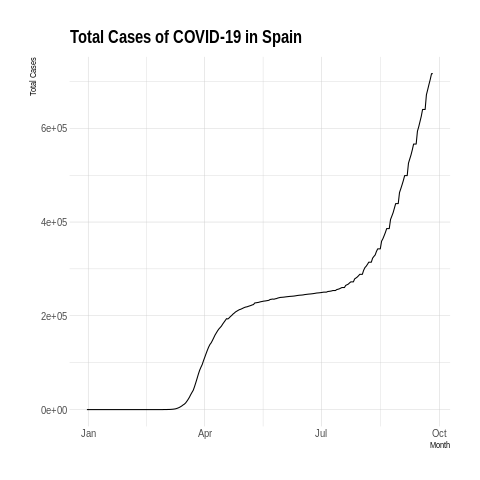 Total Cases of COVID-19 in Spain
Total Cases
6e+05
4e+05
2e+05
0e+00
Jan Apr Jul Oct
Month